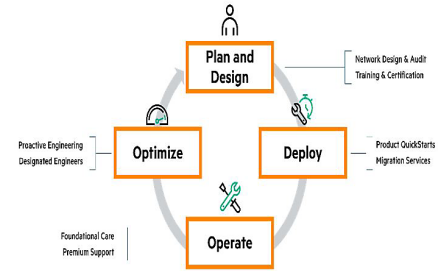 Plan and
Design
Network Design & Audit
Training & Certification
Proactive Engineering
Designated Engineers
Optimize
Deploy
Product QuickStarts
Migration Services
Foundational Care
Premium Support
Operate